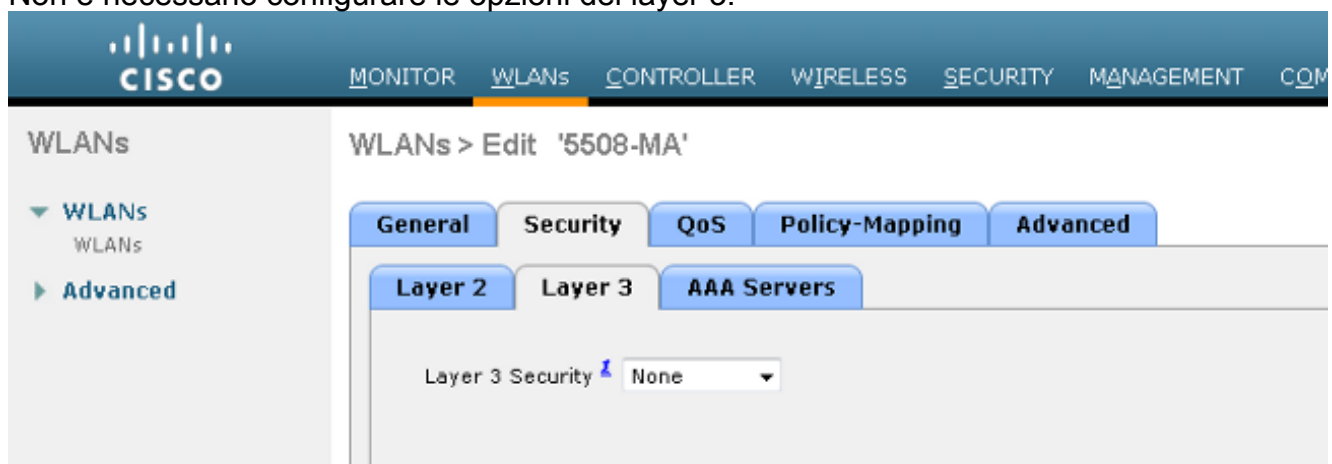 Non è necessario configurare le opzioni del layer 3.
CISCO
MONITOR WLANs CONTROLLER WIRELESS SECURITY MANAGEMENT COM
WLANs
WLANs > Edit '5508-MA'
WLANs
WLANs
Advanced
General Security QoS Policy-Mapping Advanced
Layer 2 Layer 3 AAA Servers
Layer 3 Security 1 None